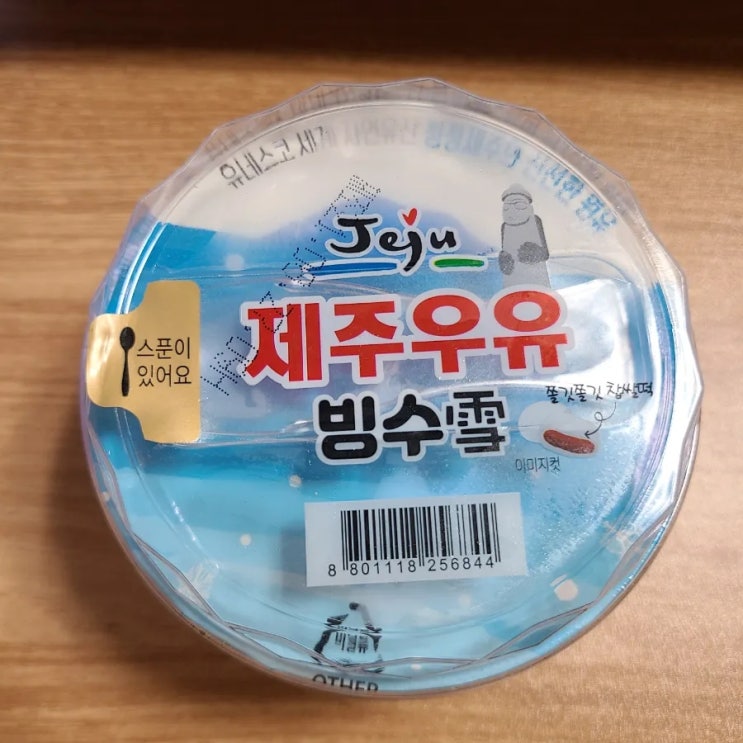 유네스코 세계
Jeju
제주우유
빙수雪
스푼이
있어요
쫄깃쫄깃 찹쌀떡
이미지컷
8 801118 256844
OTHER